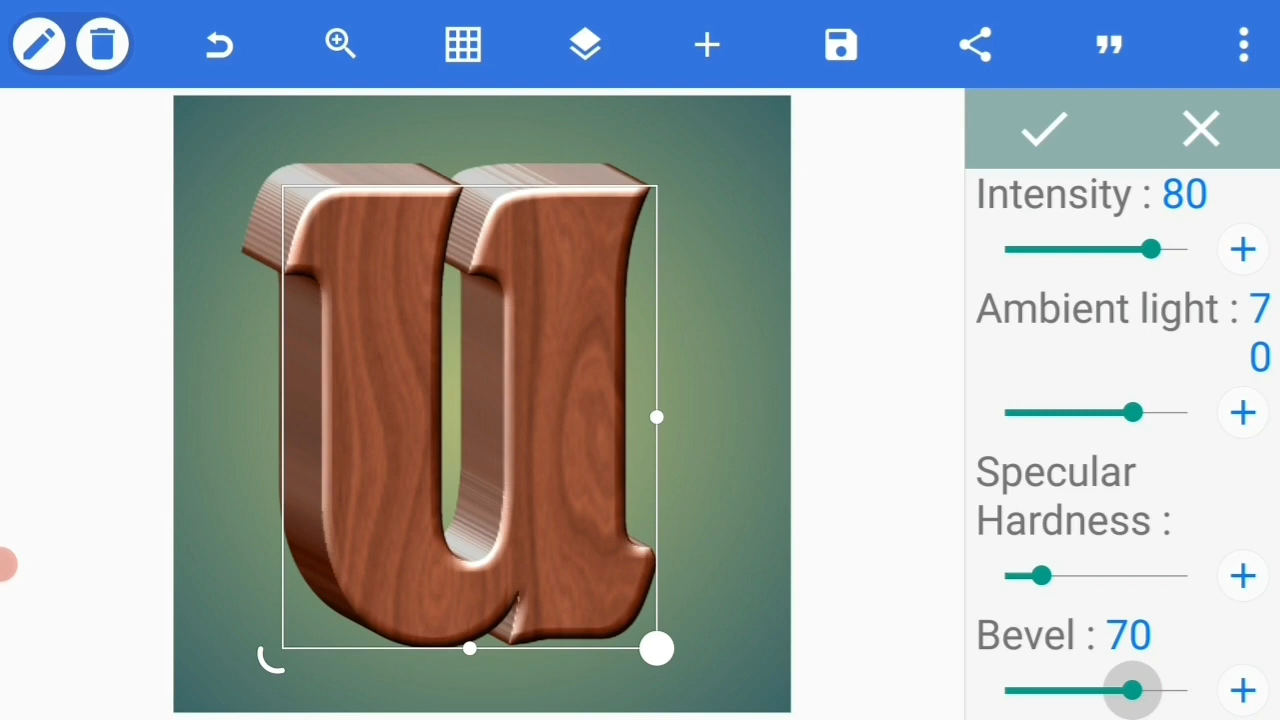 Intensity : 80
Ambient light : 7
0
Specular
Hardness :
Bevel : 70
u